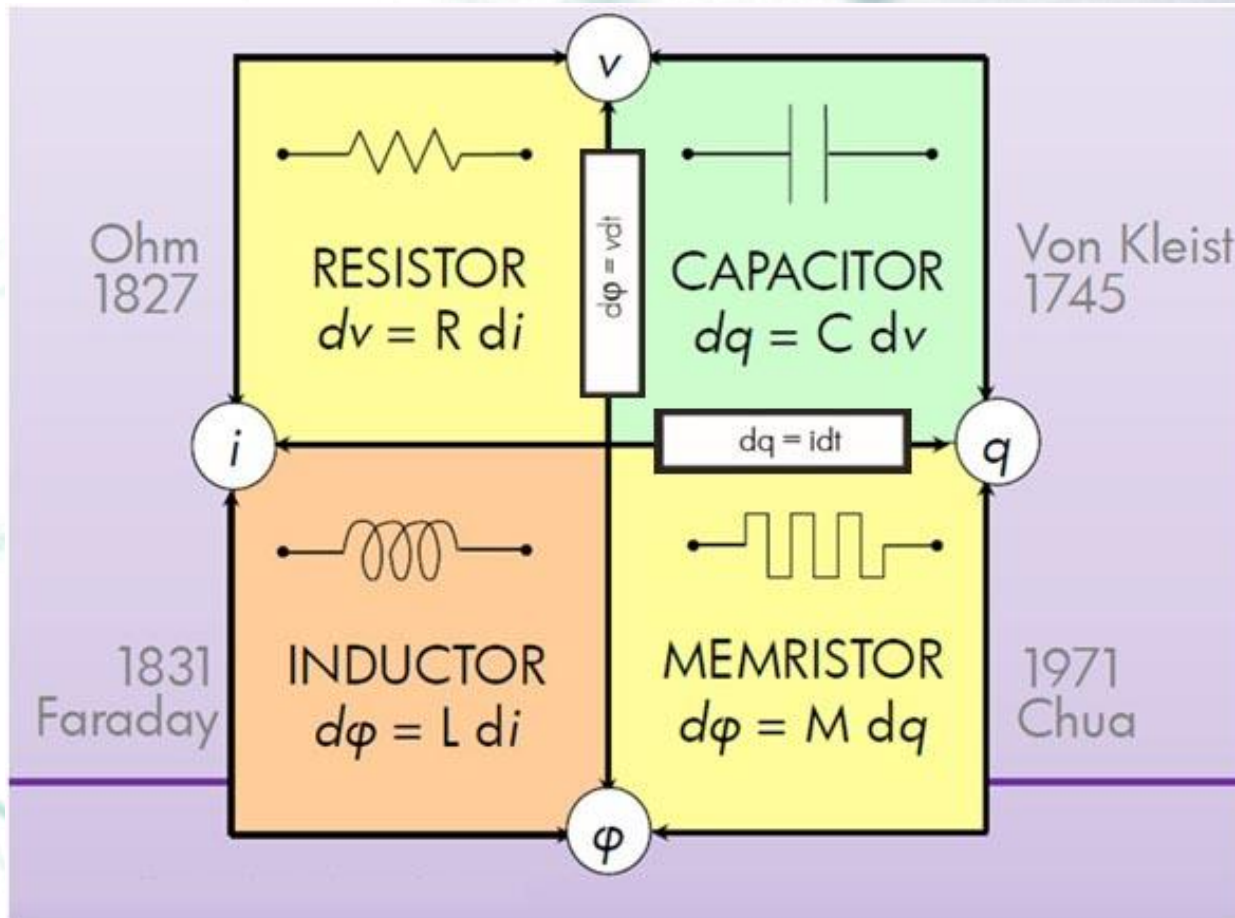 v
Ohm
1827
RESISTOR
dv = R di
dφ = vdt
CAPACITOR
dq = C dv
Von Kleist
1745
i
dq = idt
q
1831
Faraday
INDUCTOR
dφ = L di
MEMRISTOR
dφ = M dq
1971
Chua
φ